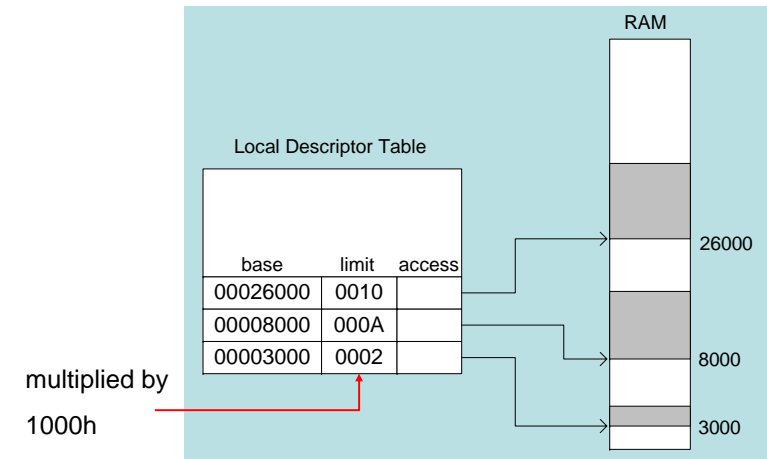 RAM
Local Descriptor Table
base limit access
00026000 0010
00008000 000A
00003000 0002
26000
8000
3000
multiplied by
1000h